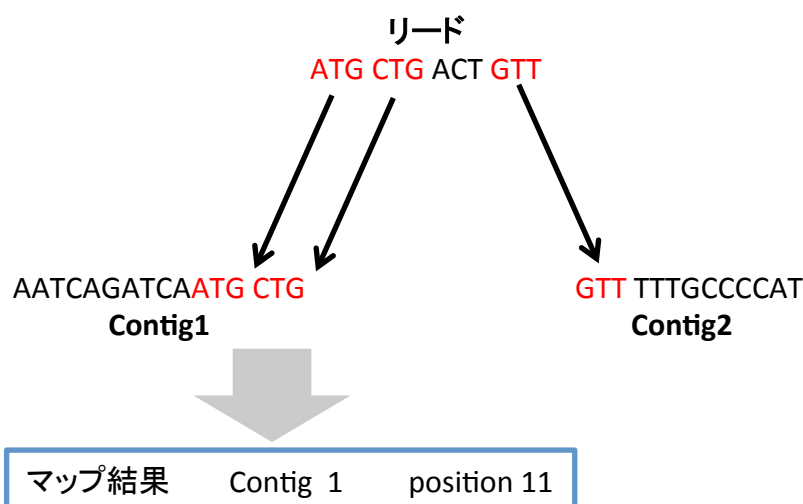 リード
ATG CTG ACT GTT
AATCAGATCAATG CTG
Contig1
GTT TTTGCCCCAT
Contig2
マップ結果 Contig 1 position 11